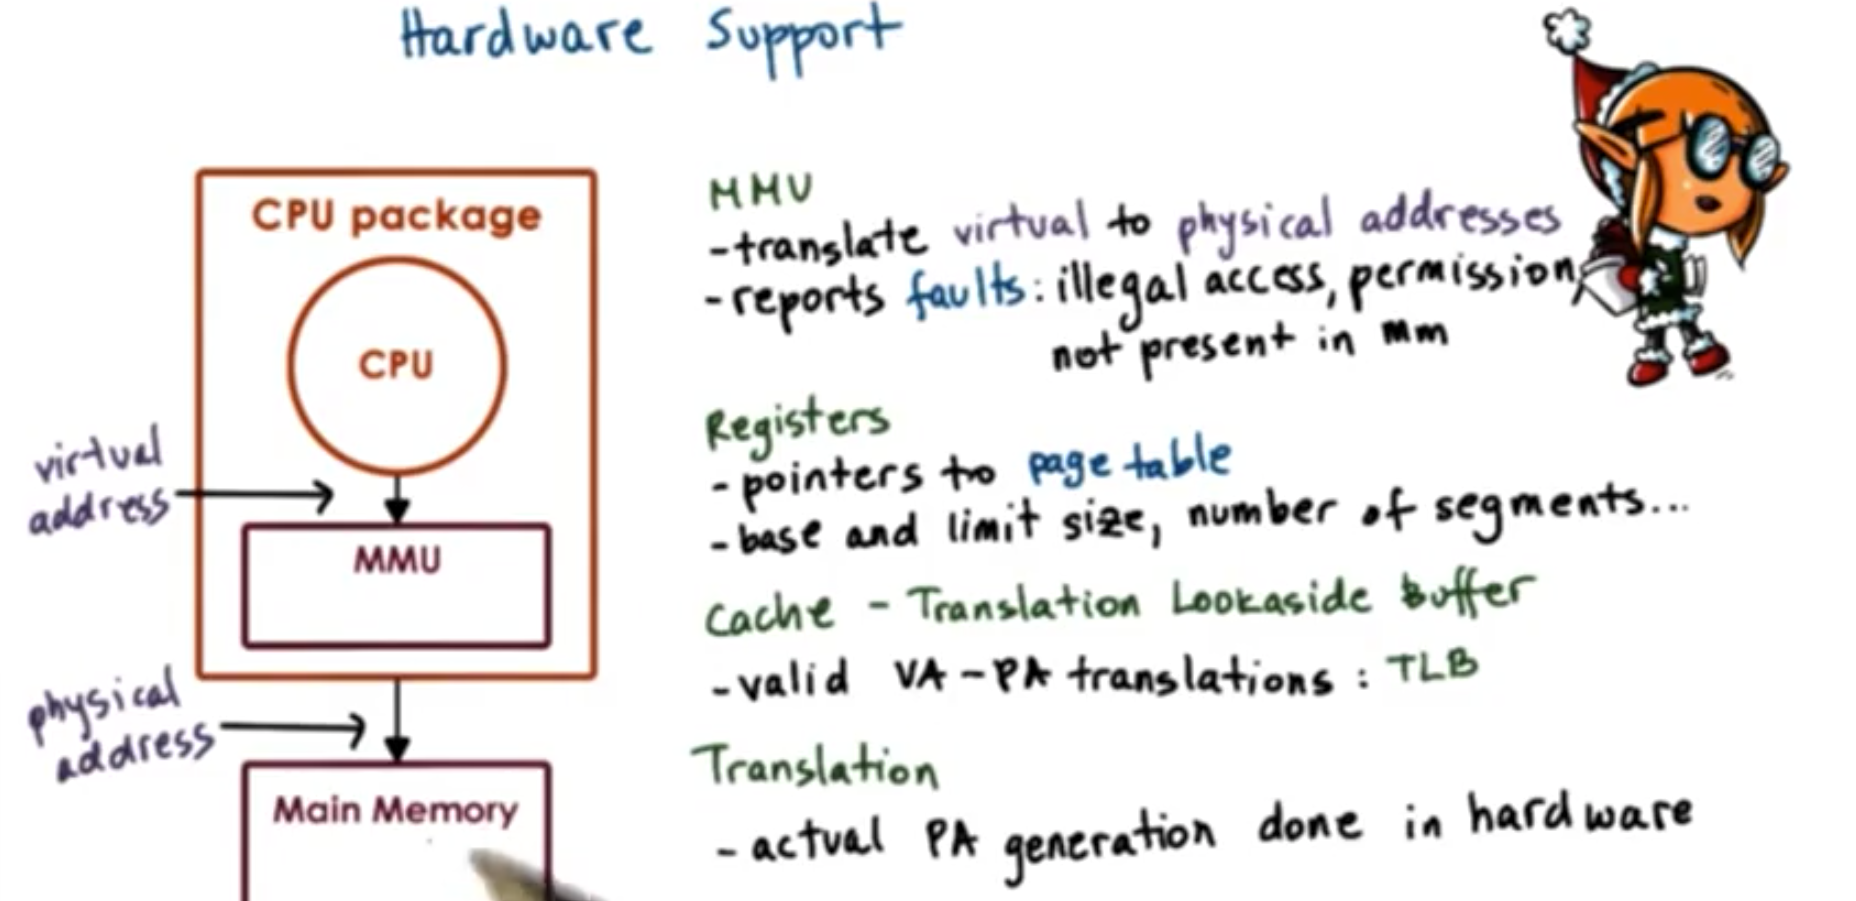 Hardware Support
CPU package
CPU
virtual
address
MMU
physical
address
Main Memory
MMU
-translate virtual to physical addresses
-reports faults: illegal access, permission
not present in mm
Registers
-pointers to page table
-base and limit size, number of segments...
Cache - Translation Lookaside Buffer
-valid VA-PA translations: TLB
Translation
-actual PA generation done in hardware